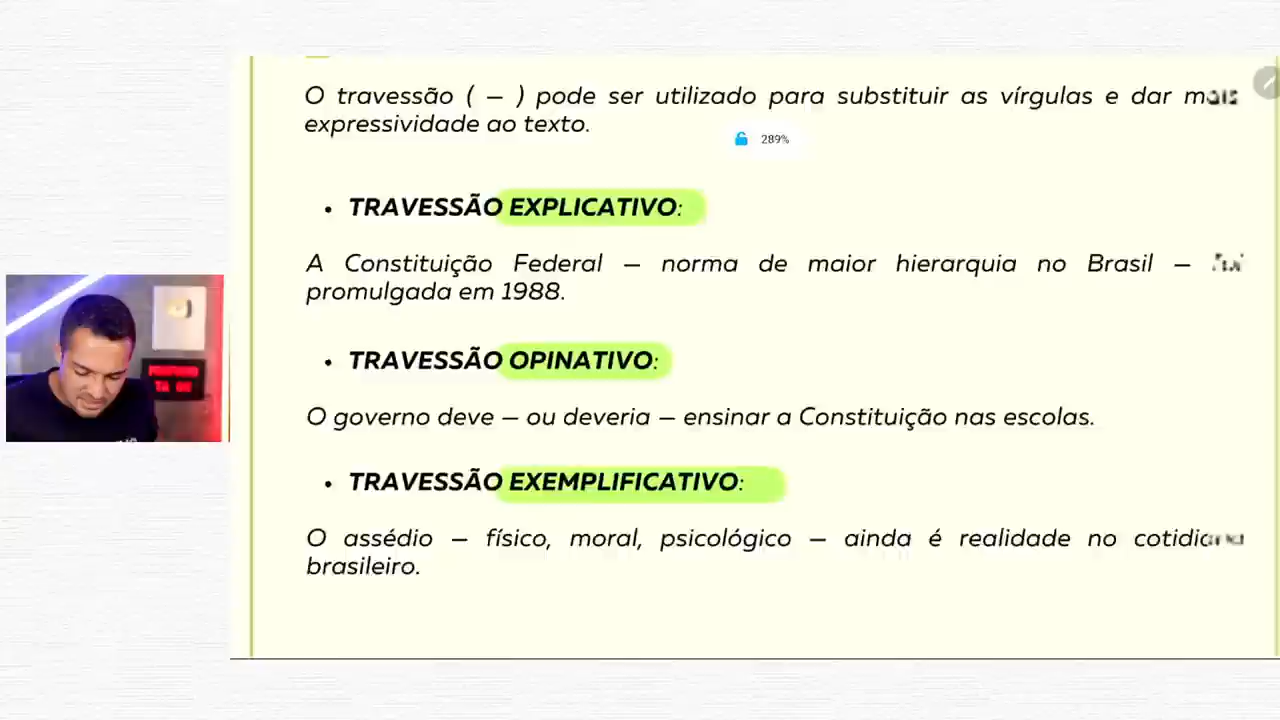 O travessão ( – ) pode ser utilizado para substituir as vírgulas e dar mais
expressividade ao texto.
289%
• TRAVESSÃO EXPLICATIVO:
A Constituição Federal – norma de maior hierarquia no Brasil –
promulgada em 1988.
• TRAVESSÃO OPINATIVO:
O governo deve – ou deveria – ensinar a Constituição nas escolas.
• TRAVESSÃO EXEMPLIFICATIVO:
O assédio – físico, moral, psicológico – ainda é realidade no cotidiano
brasileiro.